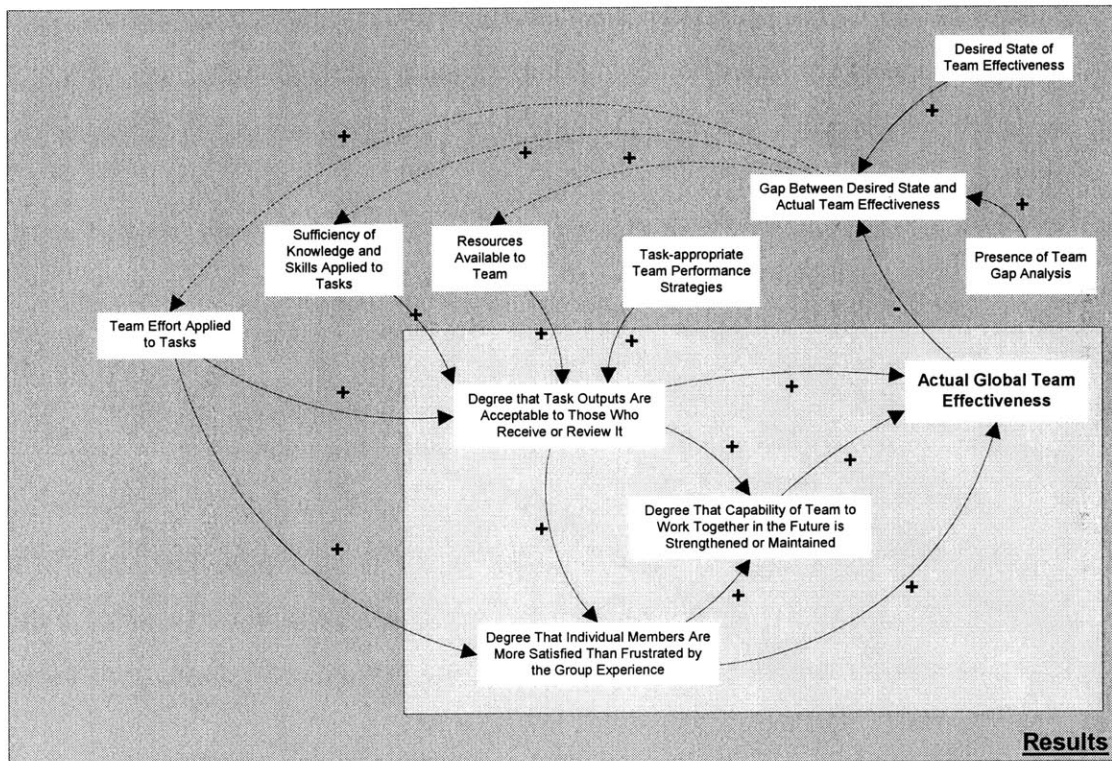 Desired State of
Team Effectiveness
+
+
+
+
Gap Between Desired State and
Actual Team Effectiveness
+
Sufficiency of
Knowledge and
Skills Applied to
Tasks
Resources
Available to
Team
Task-appropriate
Team Performance
Strategies
Presence of Team
Gap Analysis
Team Effort Applied
to Tasks
+
+
+
-
Actual Global Team
Effectiveness
+
+
Degree that Task Outputs Are
Acceptable to Those Who
Receive or Review It
+
+
Degree That Capability of Team to
Work Together in the Future is
Strengthened or Maintained
+
+
+
+
Degree That Individual Members Are
More Satisfied Than Frustrated by
the Group Experience
Results